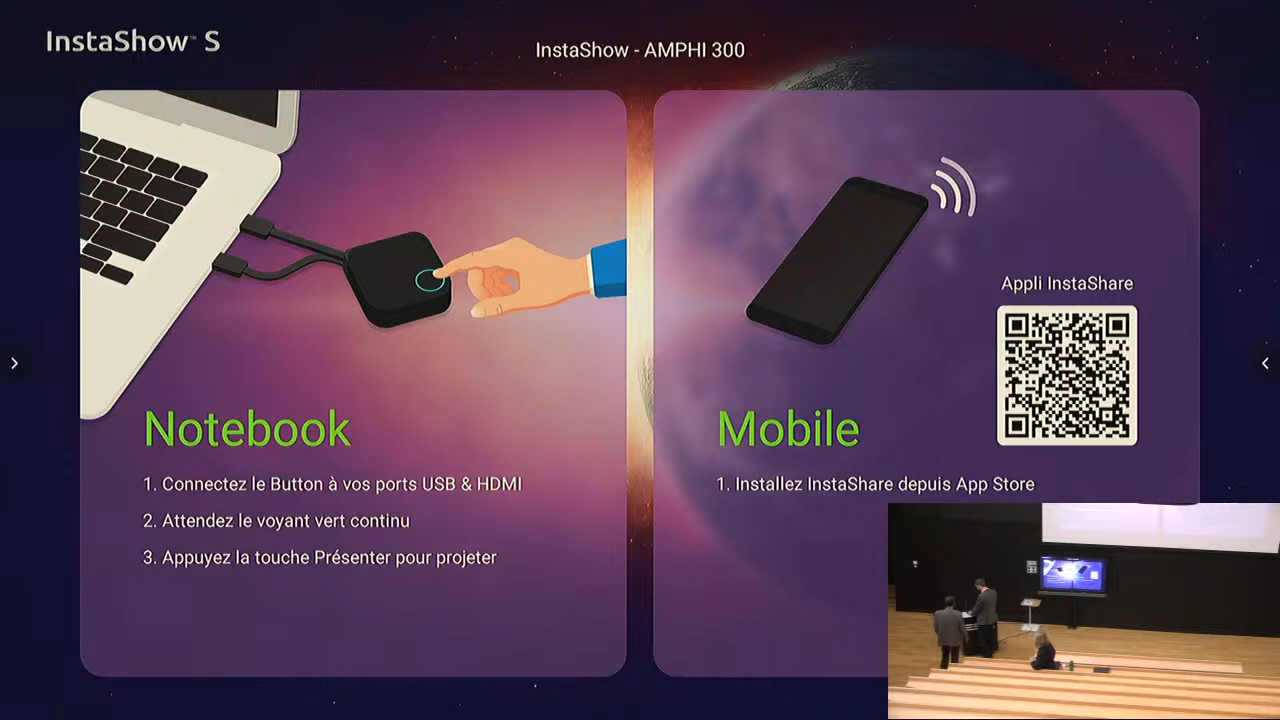 InstaShow™ S
InstaShow - AMPHI 300
Notebook
1. Connectez le Button à vos ports USB & HDMI
2. Attendez le voyant vert continu
3. Appuyez la touche Présenter pour projeter
Appli InstaShare
Mobile
1. Installez InstaShare depuis App Store